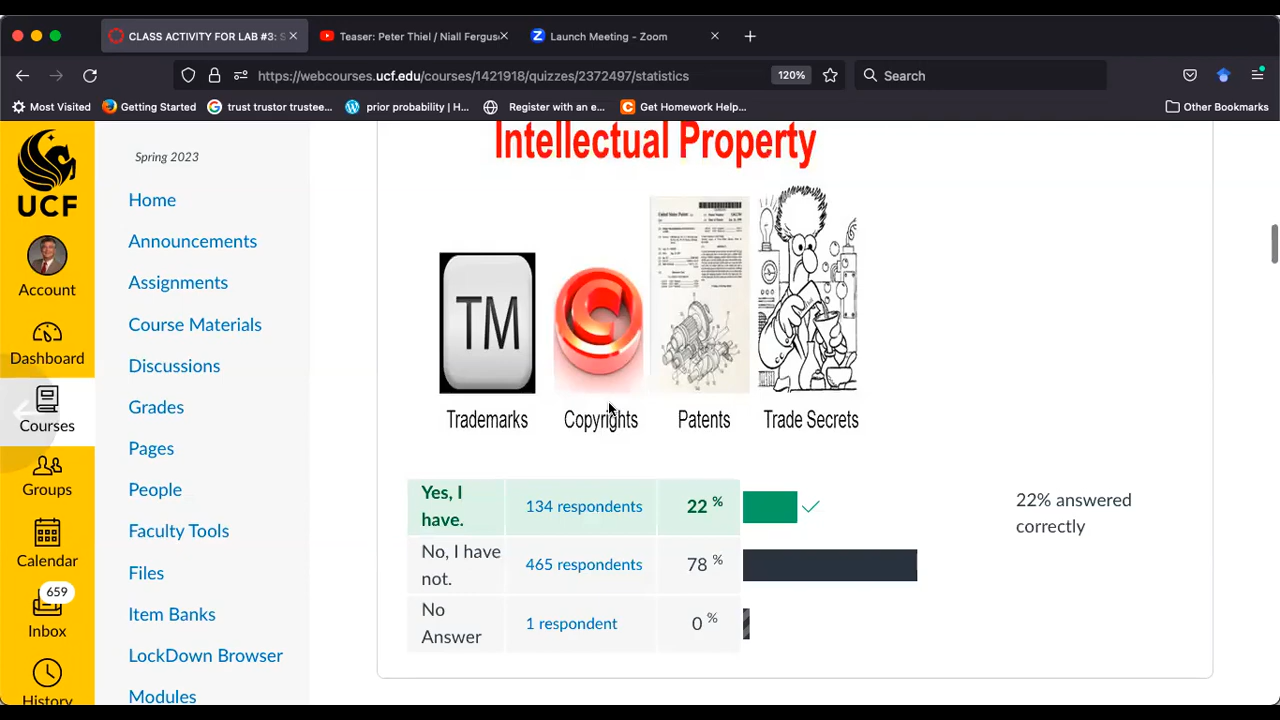 CLASS ACTIVITY FOR LAB #3: S
Teaser: Peter Thiel / Niall Fergus
Launch Meeting - Zoom
https://webcourses.ucf.edu/courses/1421918/quizzes/2372497/statistics
120%
Search
Most Visited
Getting Started
trust trustor trustee...
prior probability | H...
Register with an e...
Get Homework Help...
Other Bookmarks
UCF
Account
Dashboard
Courses
Groups
Calendar
659
Inbox
History
Spring 2023
Home
Announcements
Assignments
Course Materials
Discussions
Grades
Pages
People
Faculty Tools
Files
Item Banks
LockDown Browser
Modules
Intellectual Property
TM
Trademarks
Copyrights
Patents
Trade Secrets
Yes, I have.
134 respondents
22 %
22% answered
correctly
No, I have not.
465 respondents
78 %
No Answer
1 respondent
0 %